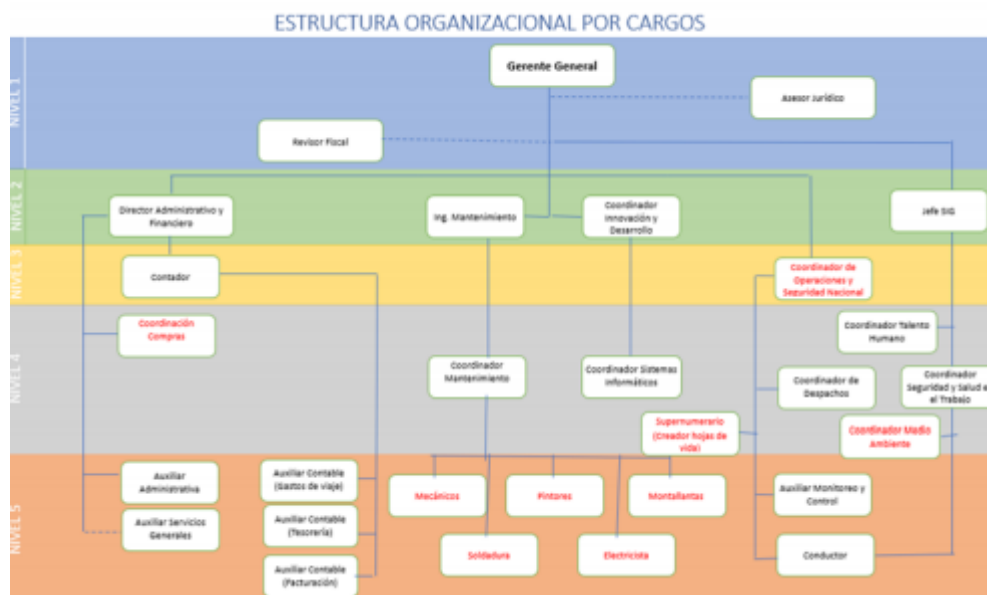 ESTRUCTURA ORGANIZACIONAL POR CARGOS
NIVEL 1
Gerente General
Asesor Jurídico
Revisor Fiscal
NIVEL 2
Director Administrativo y
Financiero
Ing. Mantenimiento
Coordinador
Innovación y
Desarrollo
Jefe SIG
NIVEL 3
Contador
Coordinador de
Operaciones y
Seguridad Nacional
NIVEL 4
Coordinación
Compras
Coordinador Talento
Humano
Coordinador
Mantenimiento
Coordinador Sistemas
Informáticos
Coordinador de
Despachos
Coordinador
Seguridad y Salud e
el Trabajo
Supernumerario
(Creador hojas de
vida)
Coordinador Medio
Ambiente
NIVEL 5
Auxiliar
Administrativa
Auxiliar Contable
(Gastos de viaje)
Mecánicos
Pintores
Montallantas
Auxiliar Monitoreo y
Control
Auxiliar Servicios
Generales
Auxiliar Contable
(Tesorería)
Soldadura
Electricista
Conductor
Auxiliar Contable
(Facturación)